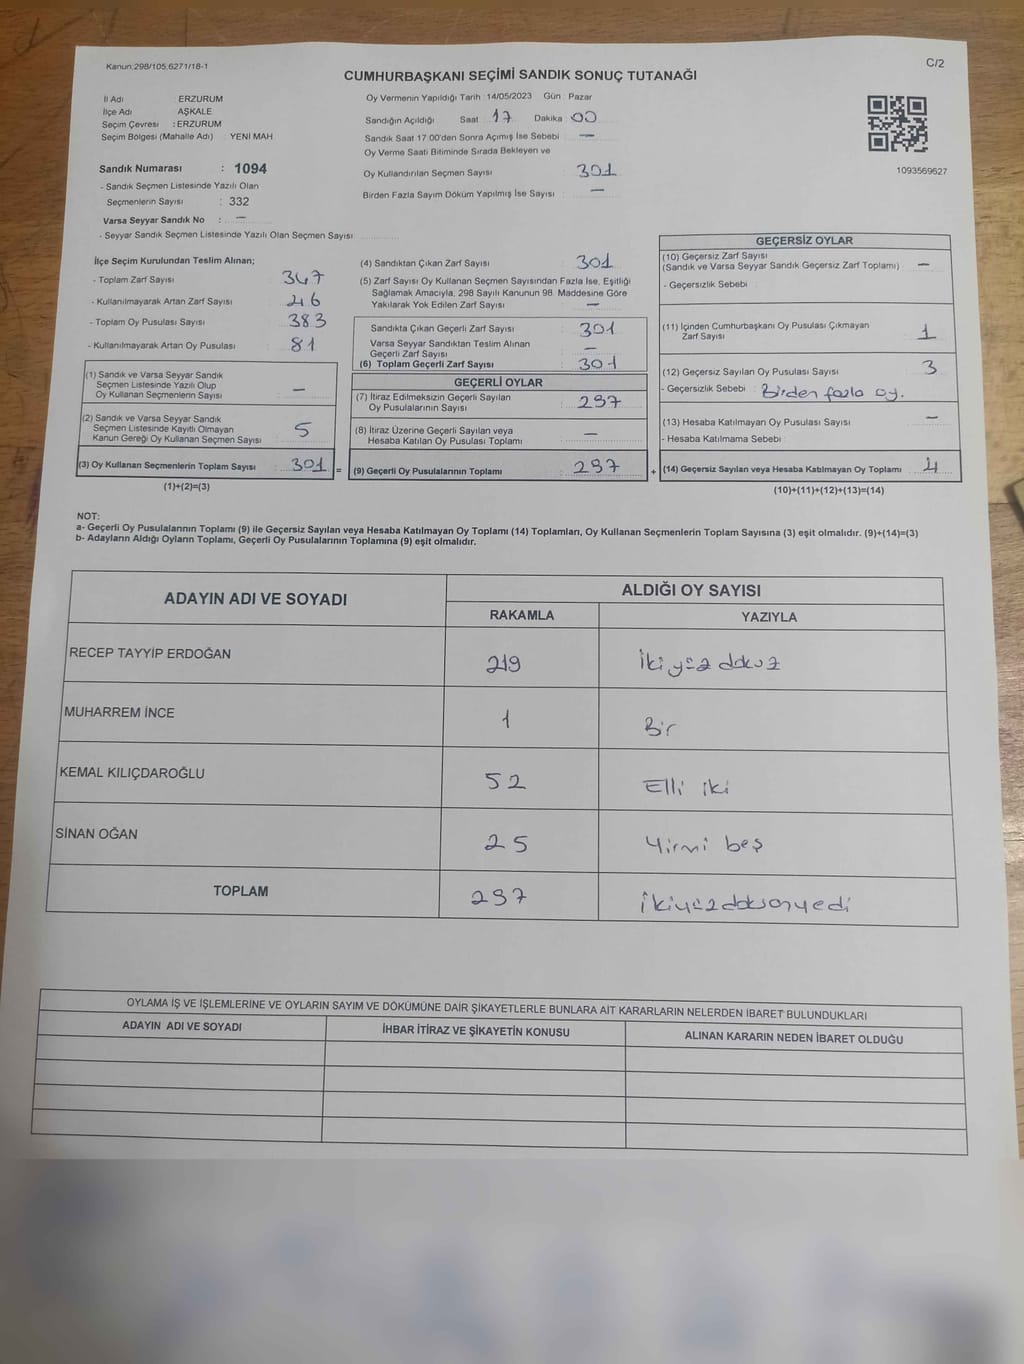 Kanun:298/105.6271/18-1
C/2
CUMHURBAŞKANI SEÇİMİ SANDIK SONUÇ TUTANAĞI
İl Adı ERZURUM
İlçe Adı AŞKALE
Seçim Çevresi : ERZURUM
Seçim Bölgesi (Mahalle Adı) YENİ MAH
Sandık Numarası : 1094
- Sandık Seçmen Listesinde Yazılı Olan
Seçmenlerin Sayısı : 332
Varsa Seyyar Sandık No : —
- Seyyar Sandık Seçmen Listesinde Yazılı Olan Seçmen Sayısı
Oy Vermenin Yapıldığı Tarih : 14/05/2023 Gün : Pazar
Sandığın Açıldığı Saat 17 Dakika 00
Sandık Saat 17.00'den Sonra Açımış İse Sebebi —
Oy Verme Saati Bitiminde Sırada Bekleyen ve
Oy Kullandırılan Seçmen Sayısı 301
Birden Fazla Sayım Döküm Yapılmış İse Sayısı : —
1093569627
İlçe Seçim Kurulundan Teslim Alınan;
- Toplam Zarf Sayısı 347
- Kullanılmayarak Artan Zarf Sayısı 46
- Toplam Oy Pusulası Sayısı 383
- Kullanılmayarak Artan Oy Pusulası 81
(1) Sandık ve Varsa Seyyar Sandık
Seçmen Listesinde Yazılı Olup
Oy Kullanan Seçmenlerin Sayısı —
(2) Sandık ve Varsa Seyyar Sandık
Seçmen Listesinde Kayıtlı Olmayan
Kanun Gereği Oy Kullanan Seçmen Sayısı 5
(3) Oy Kullanan Seçmenlerin Toplam Sayısı 301 =
(1)+(2)=(3)
(4) Sandıktan Çıkan Zarf Sayısı 301
(5) Zarf Sayısı Oy Kullanan Seçmen Sayısından Fazla İse, Eşitliği
Sağlamak Amacıyla, 298 Sayılı Kanunun 98. Maddesine Göre
Yakılarak Yok Edilen Zarf Sayısı —
Sandıkta Çıkan Geçerli Zarf Sayısı : 301
Varsa Seyyar Sandıktan Teslim Alınan
Geçerli Zarf Sayısı —
(6) Toplam Geçerli Zarf Sayısı : 301
GEÇERLİ OYLAR
(7) İtiraz Edilmeksizin Geçerli Sayılan
Oy Pusulalarının Sayısı : 297
(8) İtiraz Üzerine Geçerli Sayılan veya
Hesaba Katılan Oy Pusulası Toplamı —
(9) Geçerli Oy Pusulalarının Toplamı 297 +
GEÇERSİZ OYLAR
(10) Geçersiz Zarf Sayısı
(Sandık ve Varsa Seyyar Sandık Geçersiz Zarf Toplamı) —
- Geçersizlik Sebebi
(11) İçinden Cumhurbaşkanı Oy Pusulası Çıkmayan
Zarf Sayısı 1
(12) Geçersiz Sayılan Oy Pusulası Sayısı 3
- Geçersizlik Sebebi : Birden fazla oy.
(13) Hesaba Katılmayan Oy Pusulası Sayısı —
- Hesaba Katılmama Sebebi
(14) Geçersiz Sayılan veya Hesaba Katılmayan Oy Toplamı 4
(10)+(11)+(12)+(13)=(14)
NOT:
a- Geçerli Oy Pusulalarının Toplamı (9) ile Geçersiz Sayılan veya Hesaba Katılmayan Oy Toplamı (14) Toplamları, Oy Kullanan Seçmenlerin Toplam Sayısına (3) eşit olmalıdır. (9)+(14)=(3)
b- Adayların Aldığı Oyların Toplamı, Geçerli Oy Pusulalarının Toplamına (9) eşit olmalıdır.
ADAYIN ADI VE SOYADI ALDIĞI OY SAYISI
RAKAMLA YAZIYLA
RECEP TAYYİP ERDOĞAN 219 İkiyüz dokuz
MUHARREM İNCE 1 Bir
KEMAL KILIÇDAROĞLU 52 Elli iki
SİNAN OĞAN 25 Yirmi beş
TOPLAM 297 ikiyüzdoksanyedi
OYLAMA İŞ VE İŞLEMLERİNE VE OYLARIN SAYIM VE DÖKÜMÜNE DAİR ŞİKAYETLERLE BUNLARA AİT KARARLARIN NELERDEN İBARET BULUNDUKLARI
ADAYIN ADI VE SOYADI İHBAR İTİRAZ VE ŞİKAYETİN KONUSU ALINAN KARARIN NEDEN İBARET OLDUĞU